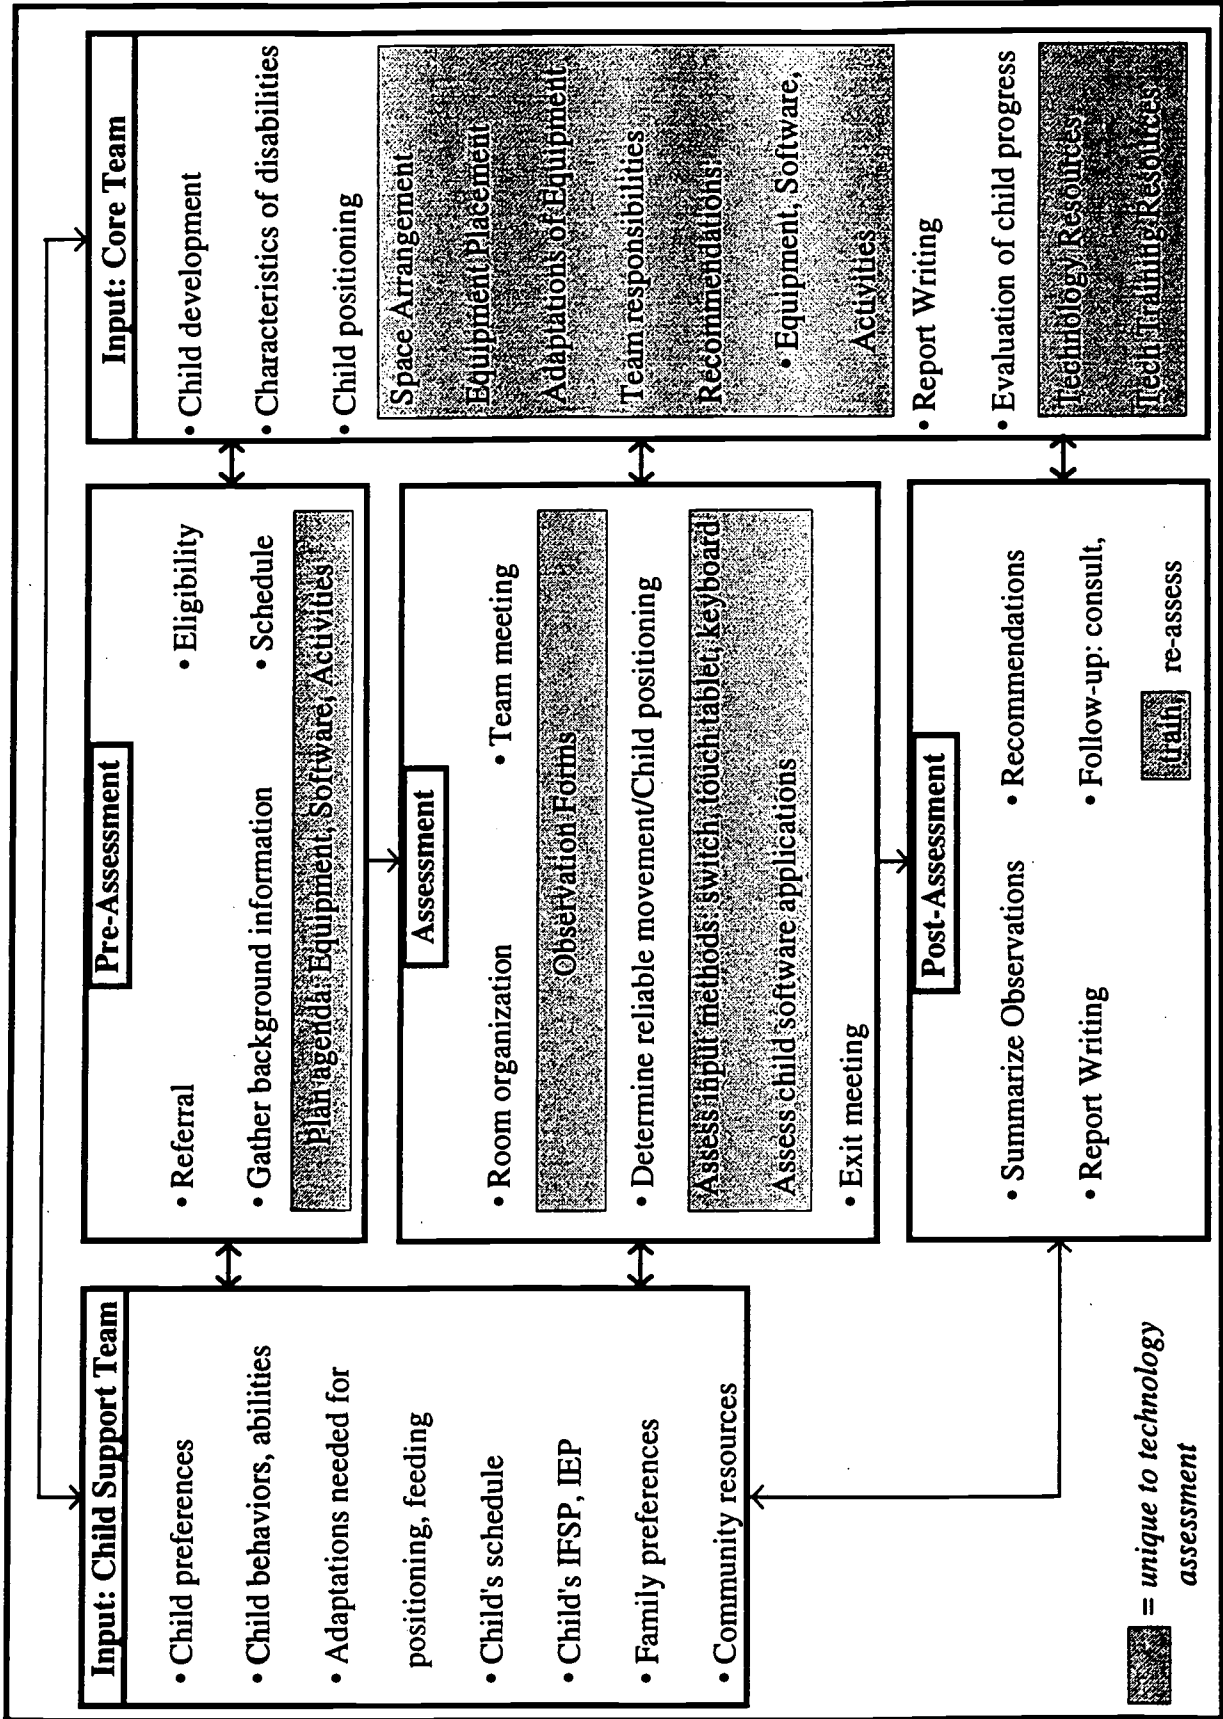 Input: Child Support Team
• Child preferences
• Child behaviors, abilities
• Adaptations needed for
positioning, feeding
• Child's schedule
• Child's IFSP, IEP
• Family preferences
• Community resources
= unique to technology
assessment
Pre-Assessment
• Referral
• Eligibility
• Gather background information
• Schedule
Plan agenda: Equipment, Software, Activities
Assessment
• Room organization
• Team meeting
Observation Forms
• Determine reliable movement/Child positioning
Assess input methods: switch, touch tablet, keyboard
Assess child software applications
• Exit meeting
Post-Assessment
• Summarize Observations
• Recommendations
• Report Writing
• Follow-up: consult,
train, re-assess
Input: Core Team
• Child development
• Characteristics of disabilities
• Child positioning
Space Arrangement
Equipment Placement
Adaptations of Equipment
Team responsibilities
Recommendations:
• Equipment, Software,
Activities
• Report Writing
• Evaluation of child progress
Technology Resources
Tech Training Resources